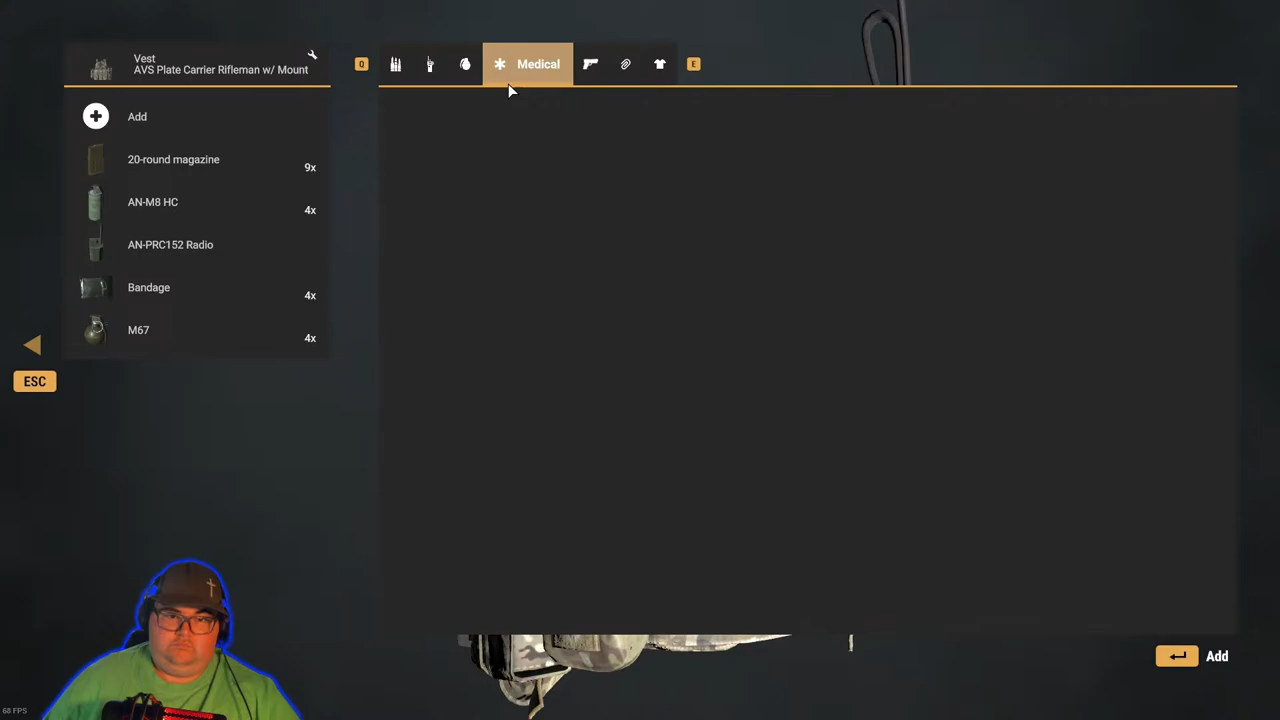 Vest
AVS Plate Carrier Rifleman w/ Mount
Q
Medical
E
Add
20-round magazine
9x
AN-M8 HC
4x
AN-PRC152 Radio
Bandage
4x
M67
4x
ESC
Add
68 FPS